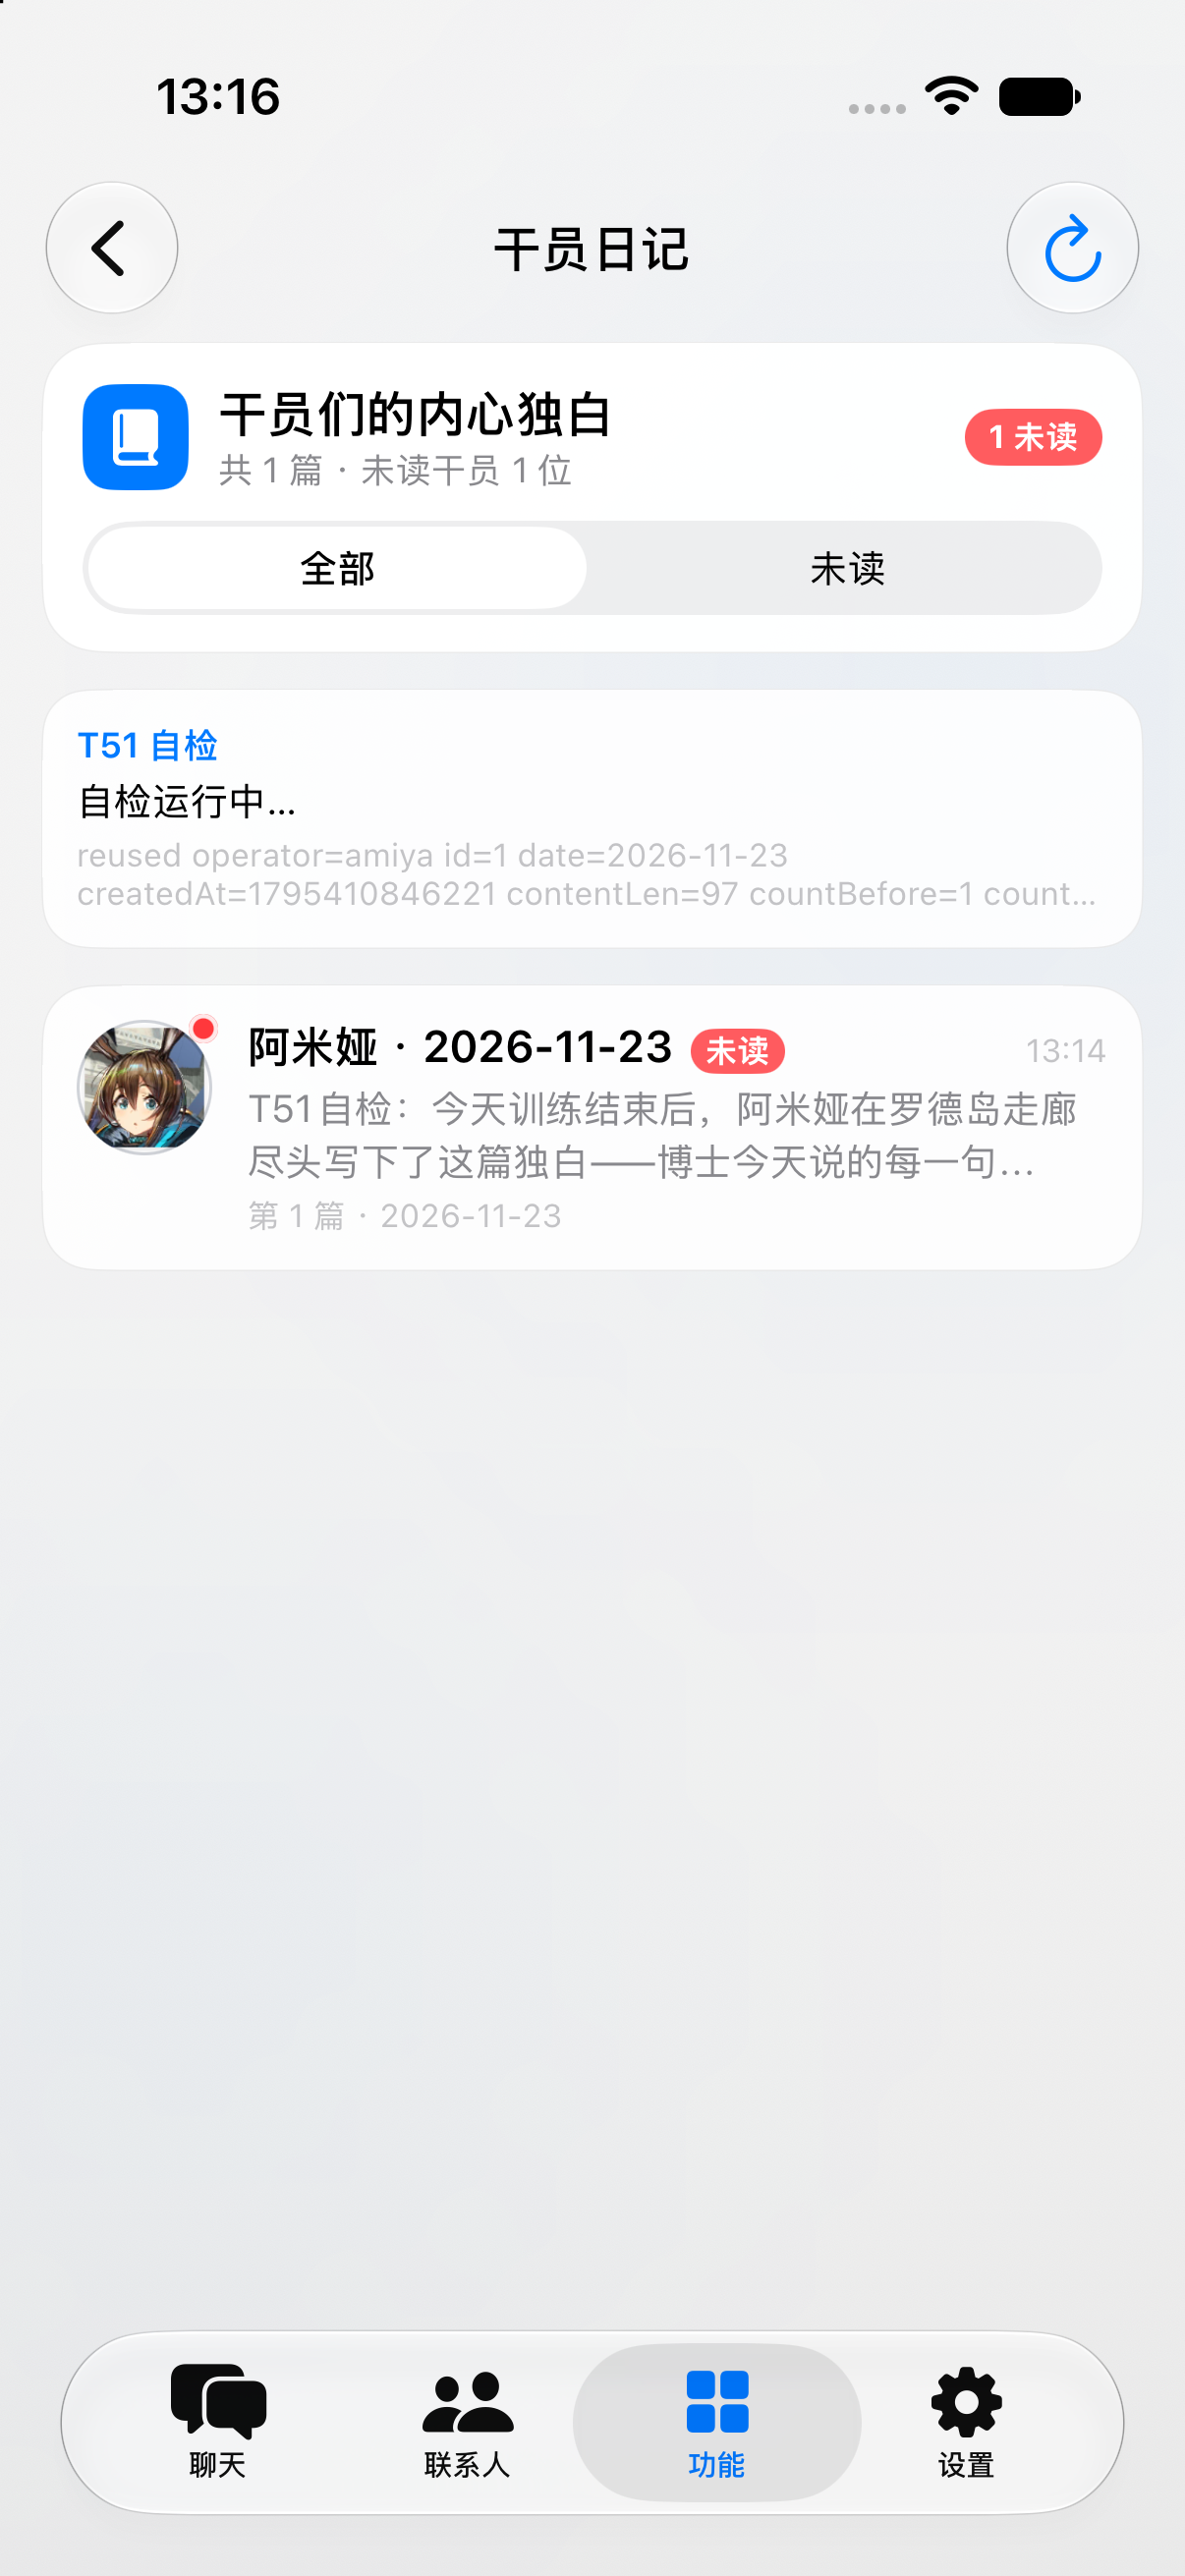 13:16
干员日记
干员们的内心独白
共 1 篇 · 未读干员 1 位
1 未读
全部
未读
T51 自检
自检运行中...
reused operator=amiya id=1 date=2026-11-23
createdAt=1795410846221 contentLen=97 countBefore=1 count...
阿米娅 · 2026-11-23 未读 13:14
T51自检：今天训练结束后，阿米娅在罗德岛走廊
尽头写下了这篇独白——博士今天说的每一句...
第 1 篇 · 2026-11-23
聊天
联系人
功能
设置